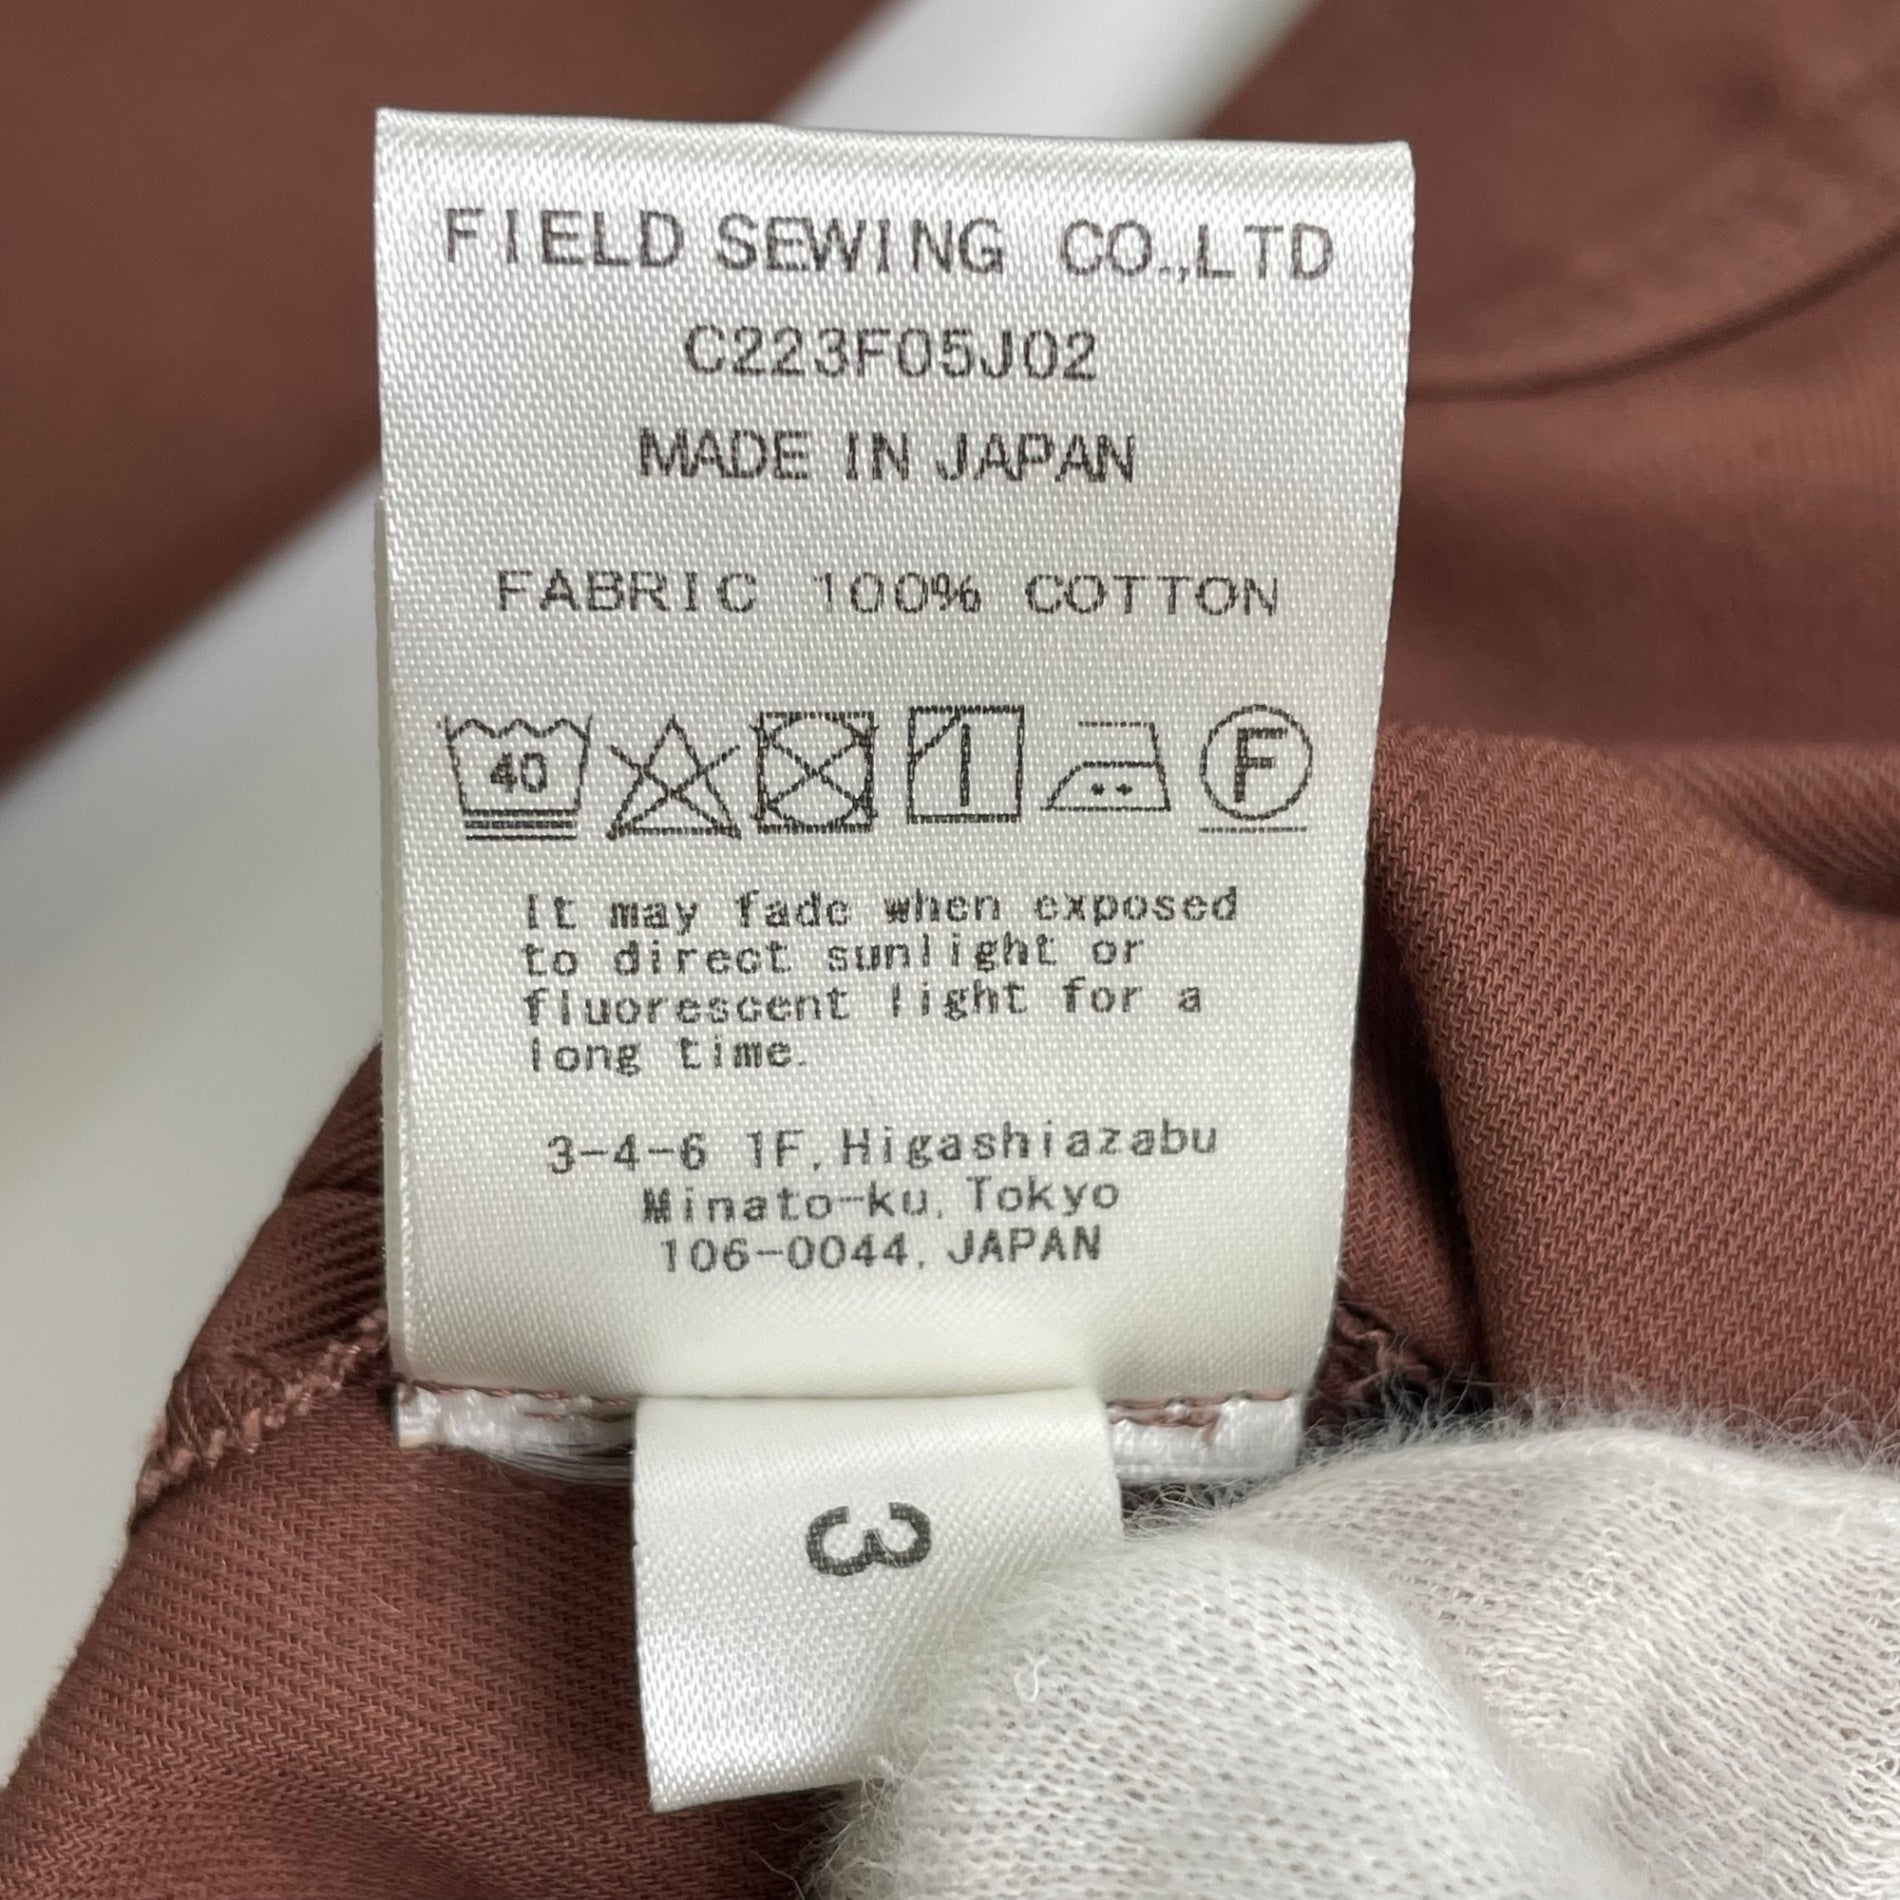 FIELD SEWING CO.,LTD
C223F05J02
MADE IN JAPAN
FABRIC 100% COTTON
40 F
It may fade when exposed
to direct sunlight or
fluorescent light for a
long time.
3-4-6 1F, Higashiazabu
Minato-ku, Tokyo
106-0044, JAPAN
3